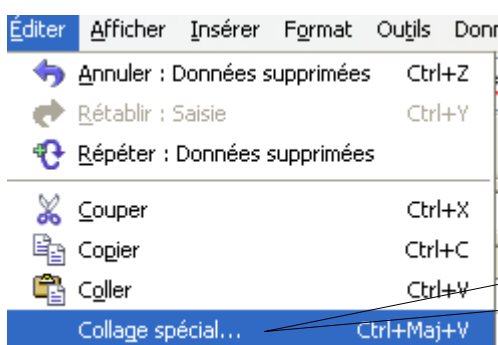 Éditer Afficher Insérer Format Outils
Annuler : Données supprimées Ctrl+Z
Rétablir : Saisie Ctrl+Y
Répéter : Données supprimées
Couper Ctrl+X
Copier Ctrl+C
Coller Ctrl+V
Collage spécial... Ctrl+Maj+V